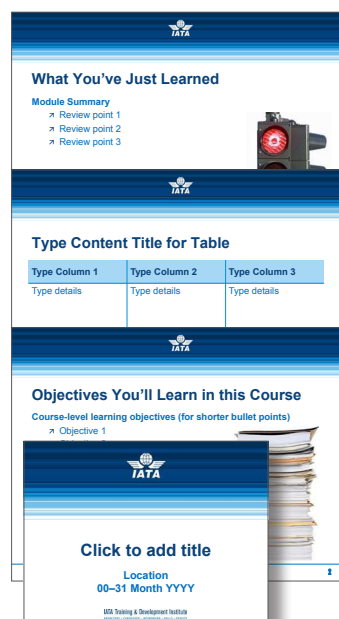 IATA
What You've Just Learned
Module Summary
Review point 1
Review point 2
Review point 3
IATA
Type Content Title for Table
Type Column 1 Type Column 2 Type Column 3
Type details Type details Type details
IATA
Objectives You'll Learn in this Course
Course-level learning objectives (for shorter bullet points)
Objective 1
IATA
Click to add title
Location
00–31 Month YYYY
IATA Training & Development Institute
2